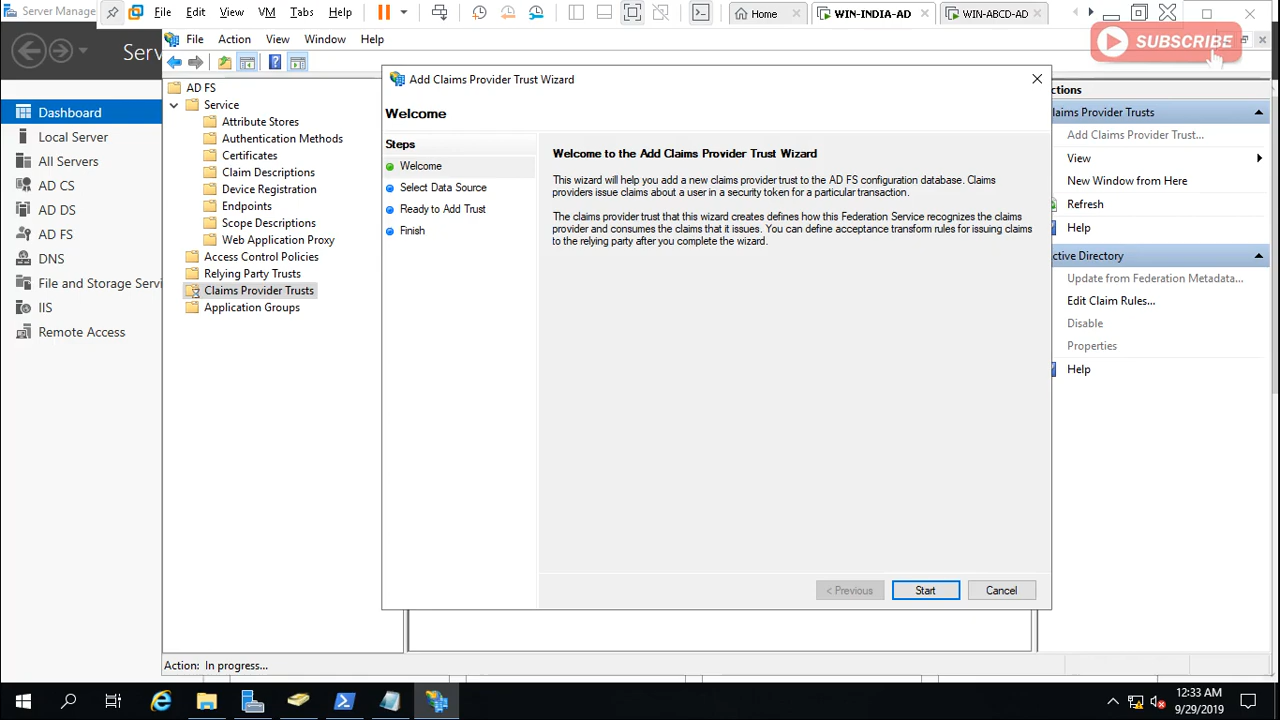 Server Manage
File Edit View VM Tabs Help
Home
WIN-INDIA-AD
WIN-ABCD-AD
SUBSCRIBE
Serv
File Action View Window Help
Dashboard
Local Server
All Servers
AD CS
AD DS
AD FS
DNS
File and Storage Servi
IIS
Remote Access
AD FS
Service
Attribute Stores
Authentication Methods
Certificates
Claim Descriptions
Device Registration
Endpoints
Scope Descriptions
Web Application Proxy
Access Control Policies
Relying Party Trusts
Claims Provider Trusts
Application Groups
Add Claims Provider Trust Wizard
Welcome
Steps
Welcome
Select Data Source
Ready to Add Trust
Finish
Welcome to the Add Claims Provider Trust Wizard
This wizard will help you add a new claims provider trust to the AD FS configuration database. Claims
providers issue claims about a user in a security token for a particular transaction.
The claims provider trust that this wizard creates defines how this Federation Service recognizes the claims
provider and consumes the claims that it issues. You can define acceptance transform rules for issuing claims
to the relying party after you complete the wizard.
< Previous
Start
Cancel
ctions
Claims Provider Trusts
Add Claims Provider Trust...
View
New Window from Here
Refresh
Help
ctive Directory
Update from Federation Metadata...
Edit Claim Rules...
Disable
Properties
Help
Action: In progress...
12:33 AM
9/29/2019